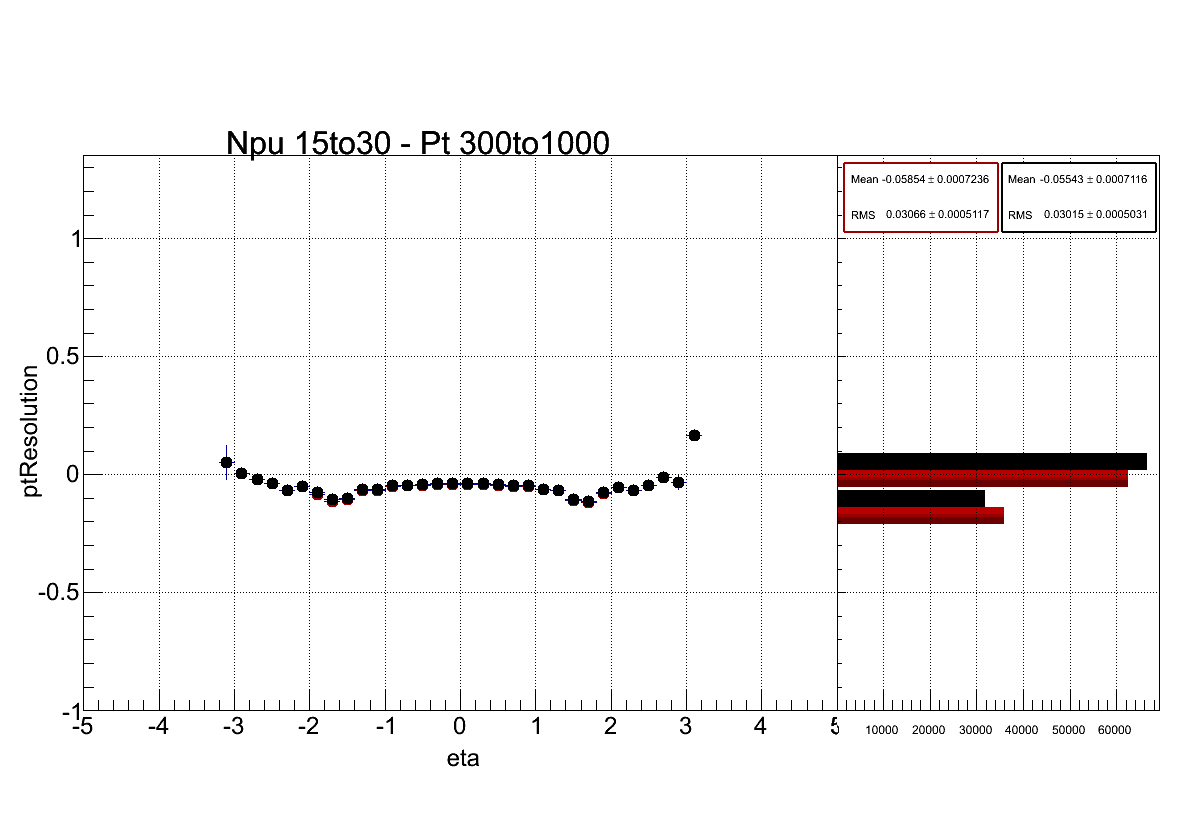 Npu 15to30 - Pt 300to1000
Mean -0.05854 ± 0.0007236
RMS 0.03066 ± 0.0005117
Mean -0.05543 ± 0.0007116
RMS 0.03015 ± 0.0005031
ptResolution
1
0.5
0
-0.5
-1
-5 -4 -3 -2 -1 0 1 2 3 4
10000 20000 30000 40000 50000 60000
eta